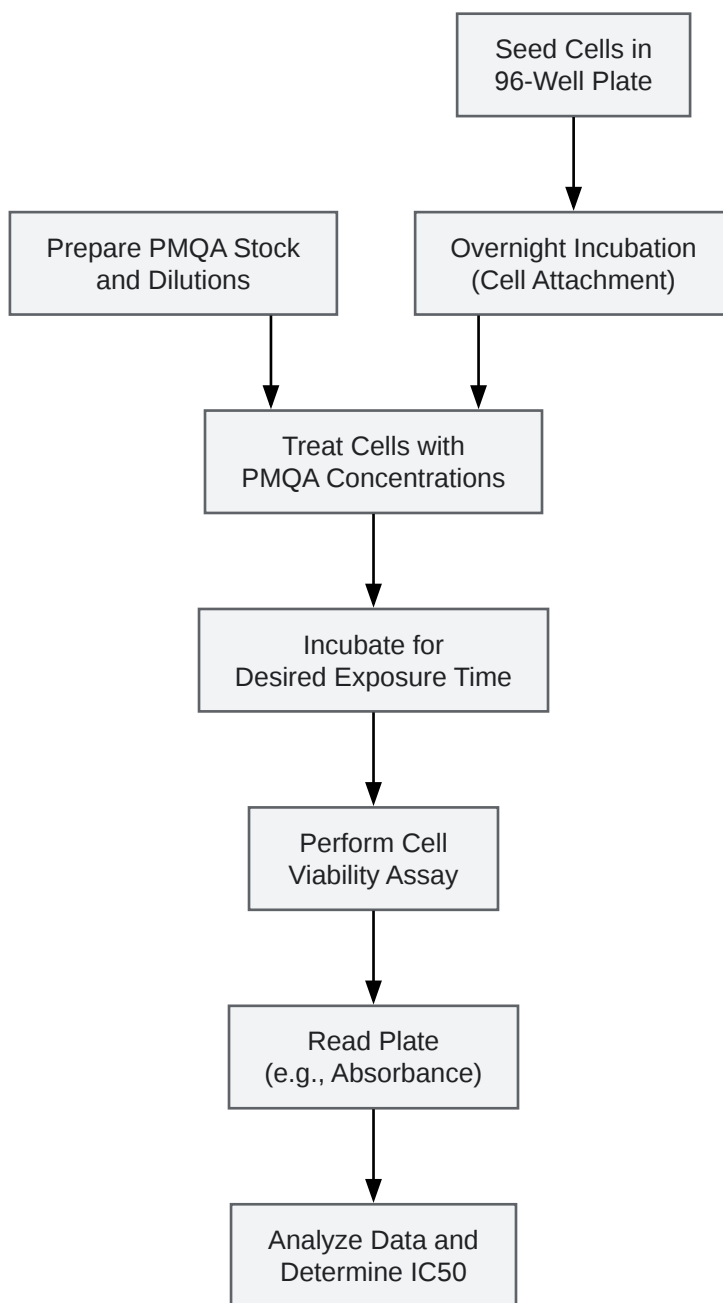 Seed Cells in
96-Well Plate
Prepare PMQA Stock
and Dilutions
Overnight Incubation
(Cell Attachment)
Treat Cells with
PMQA Concentrations
Incubate for
Desired Exposure Time
Perform Cell
Viability Assay
Read Plate
(e.g., Absorbance)
Analyze Data and
Determine IC50